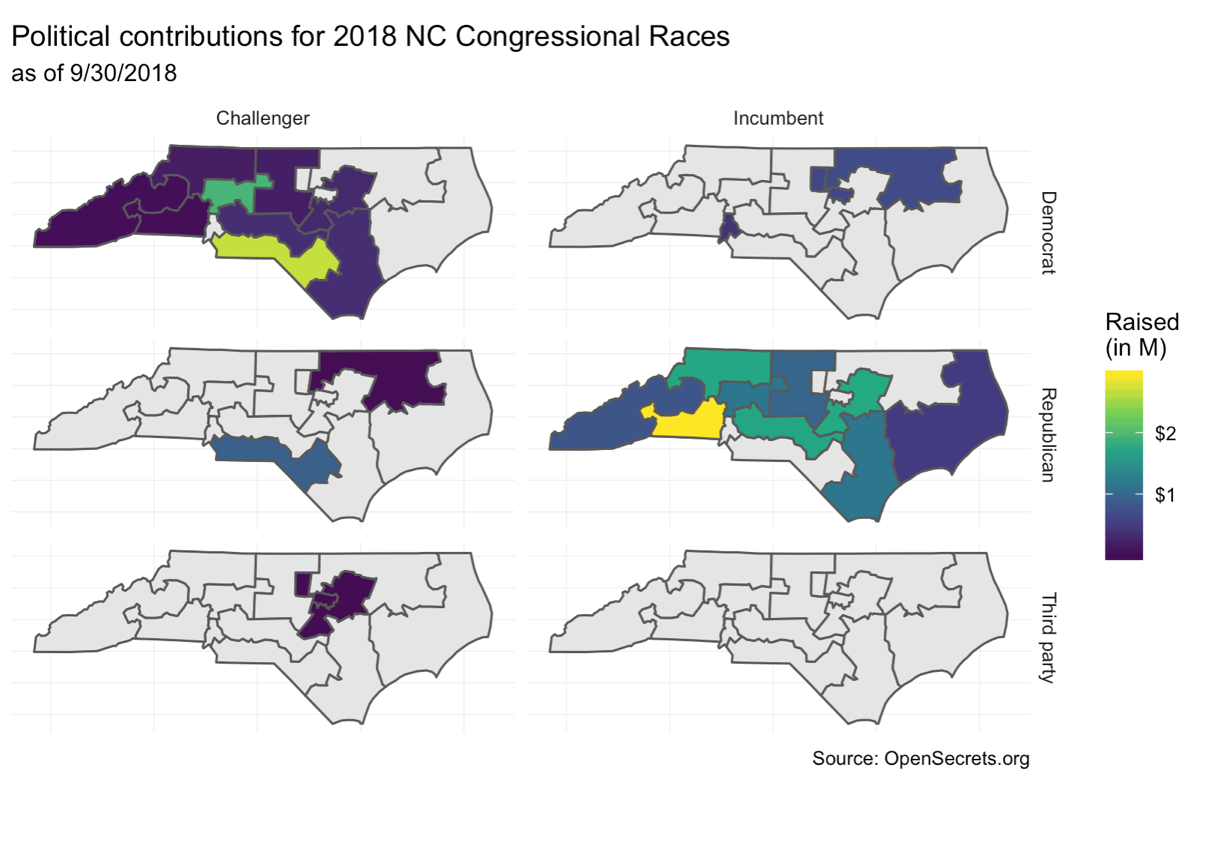 Political contributions for 2018 NC Congressional Races
as of 9/30/2018
Challenger
Incumbent
Democrat
Republican
Third party
Raised
(in M)
$2
$1
Source: OpenSecrets.org